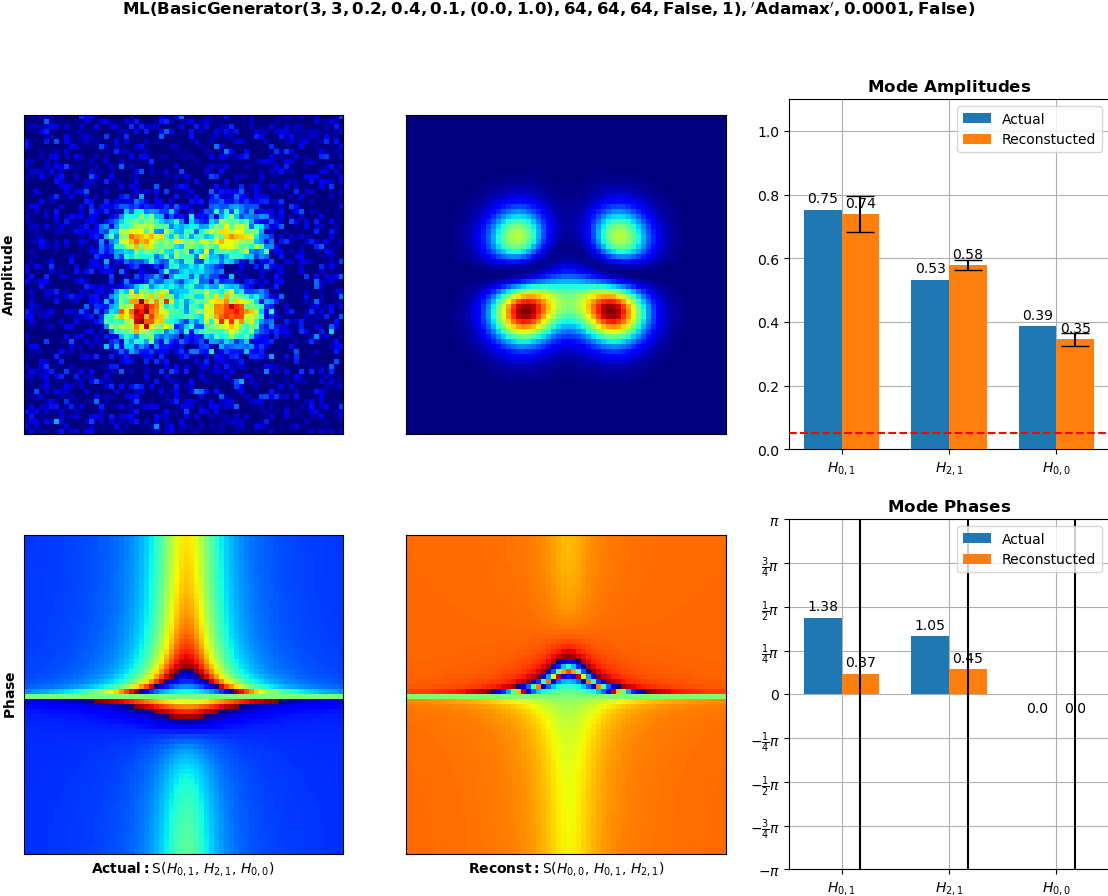 ML(BasicGenerator(3, 3, 0.2, 0.4, 0.1, (0.0, 1.0), 64, 64, 64, False, 1), 'Adamax', 0.0001, False)
Amplitude
Mode Amplitudes
Actual
Reconstucted
1.0
0.8
0.6
0.4
0.2
0.0
0.75
0.74
0.53
0.58
0.39
0.35
H0,1
H2,1
H0,0
Phase
Actual: S(H0,1, H2,1, H0,0)
Reconst: S(H0,0, H0,1, H2,1)
Mode Phases
Actual
Reconstucted
π
3/4π
1/2π
1/4π
0
−1/4π
−1/2π
−3/4π
−π
1.38
0.37
1.05
0.45
0.0
0.0
H0,1
H2,1
H0,0